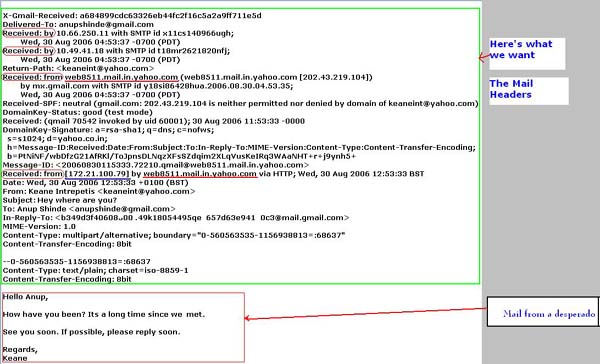 X-Gmail-Received: a684899cdc63326eb44fc2f16c5a2a9ff711e5d
Delivered-To: anupshinde@gmail.com
Received: by 10.66.250.11 with SMTP id x11cs140966ugh;
Wed, 30 Aug 2006 04:53:37 -0700 (PDT)
Received: by 10.49.41.18 with SMTP id t18mr2621820nfj;
Wed, 30 Aug 2006 04:53:37 -0700 (PDT)
Return-Path: <keaneint@yahoo.com>
Received: from web8511.mail.in.yahoo.com (web8511.mail.in.yahoo.com [202.43.219.104])
by mx.gmail.com with SMTP id y18si86428hua.2006.08.30.04.53.35;
Wed, 30 Aug 2006 04:53:37 -0700 (PDT)
Received-SPF: neutral (gmail.com: 202.43.219.104 is neither permitted nor denied by domain of keaneint@yahoo.com)
DomainKey-Status: good (test mode)
Received: (qmail 70542 invoked by uid 60001); 30 Aug 2006 11:53:33 -0000
DomainKey-Signature: a=rsa-sha1; q=dns; c=nofws;
s=s1024; d=yahoo.co.in;
h=Message-ID:Received:Date:From:Subject:To:In-Reply-To:MIME-Version:Content-Type:Content-Transfer-Encoding;
b=PtNiNF/wbDfzG21AfRKl/ToJpnsDLNqzXFsSZdqim2XLqVusKeIRq3WAaNHT+r+j9ynh5+
Message-ID: <20060830115333.72210.qmail@web8511.mail.in.yahoo.com>
Received: from [172.21.100.79] by web8511.mail.in.yahoo.com via HTTP; Wed, 30 Aug 2006 12:53:33 BST
Date: Wed, 30 Aug 2006 12:53:33 +0100 (BST)
From: Keane Intrepetis <keaneint@yahoo.com>
Subject: Hey where are you?
To: Anup Shinde <anupshinde@gmail.com>
In-Reply-To: <b349d3f40608 00 .49k18054495qe 657d63e941 0c3@mail.gmail.com>
MIME-Version: 1.0
Content-Type: multipart/alternative; boundary="0-560563535-1156938813=:68637"
Content-Transfer-Encoding: 8bit
--0-560563535-1156938813=:68637
Content-Type: text/plain; charset=iso-8859-1
Content-Transfer-Encoding: 8bit
Hello Anup,
How have you been? Its a long time since we met.
See you soon. If possible, please reply soon.
Regards,
Keane
Here's what
we want
The Mail
Headers
Mail from a desperado